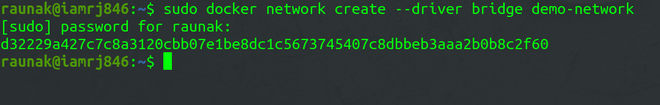 raunak@iamrj846:~$ sudo docker network create --driver bridge demo-network
[sudo] password for raunak:
d32229a427c7c8a3120cbb07e1be8dc1c5673745407c8dbbeb3aaa2b0b8c2f60
raunak@iamrj846:~$